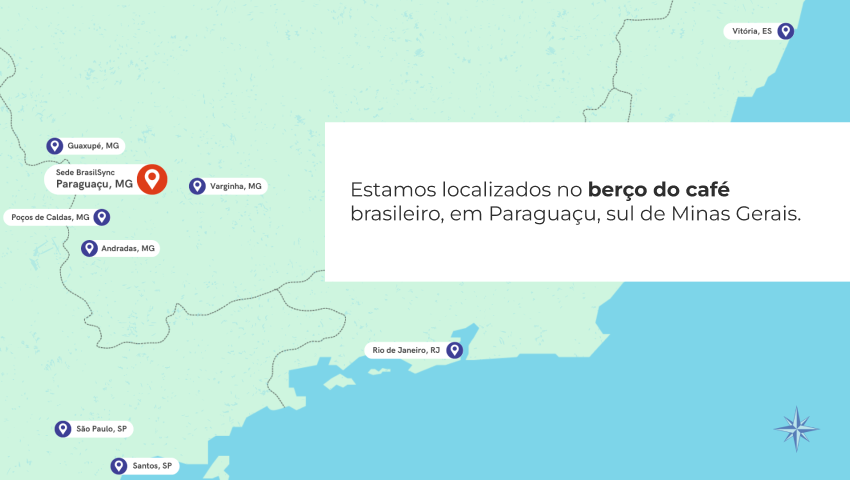 Vitória, ES
Guaxupé, MG
Sede BrasilSync
Paraguaçu, MG
Varginha, MG
Poços de Caldas, MG
Andradas, MG
Estamos localizados no berço do café
brasileiro, em Paraguaçu, sul de Minas Gerais.
Rio de Janeiro, RJ
São Paulo, SP
Santos, SP